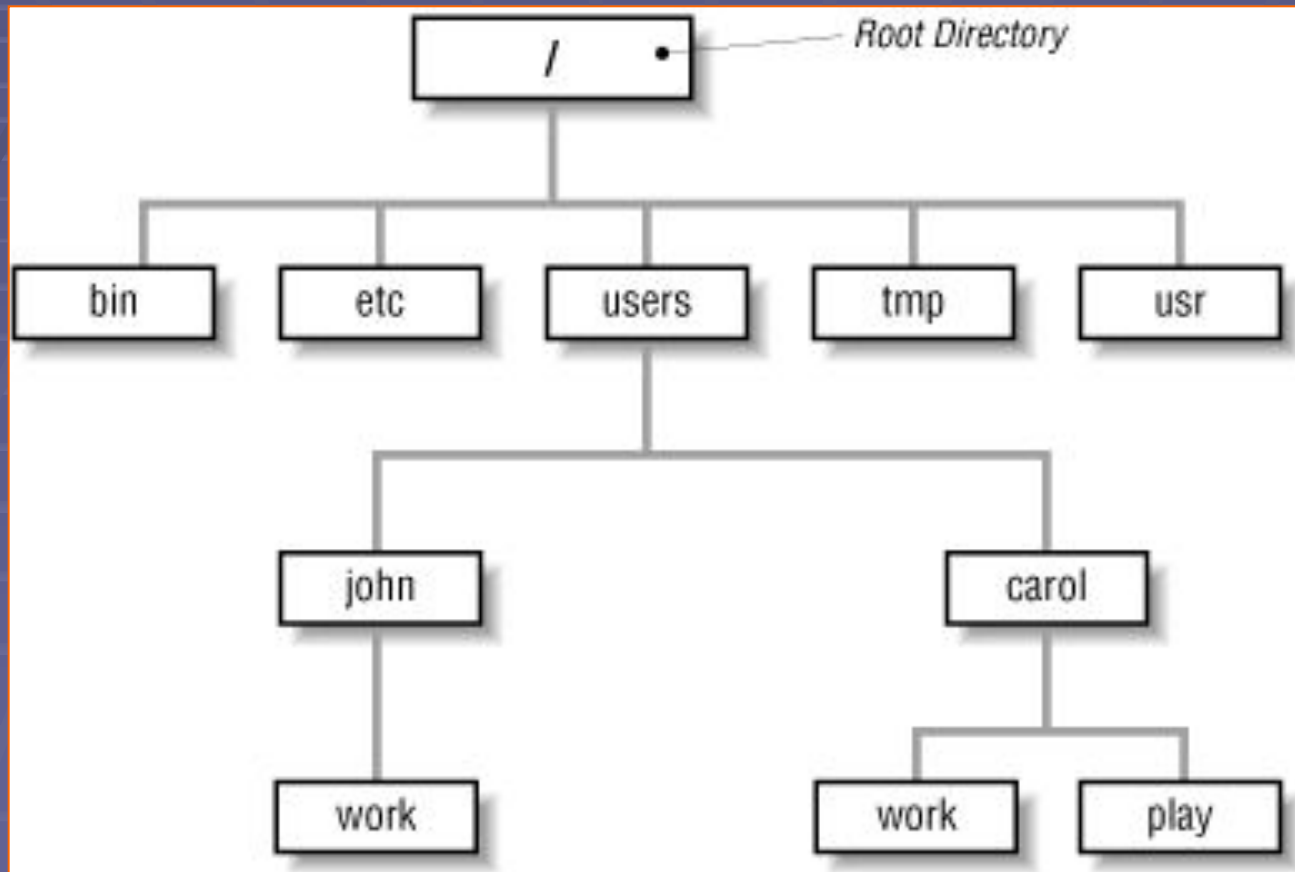 /
Root Directory
bin
etc
users
tmp
usr
john
carol
work
work
play